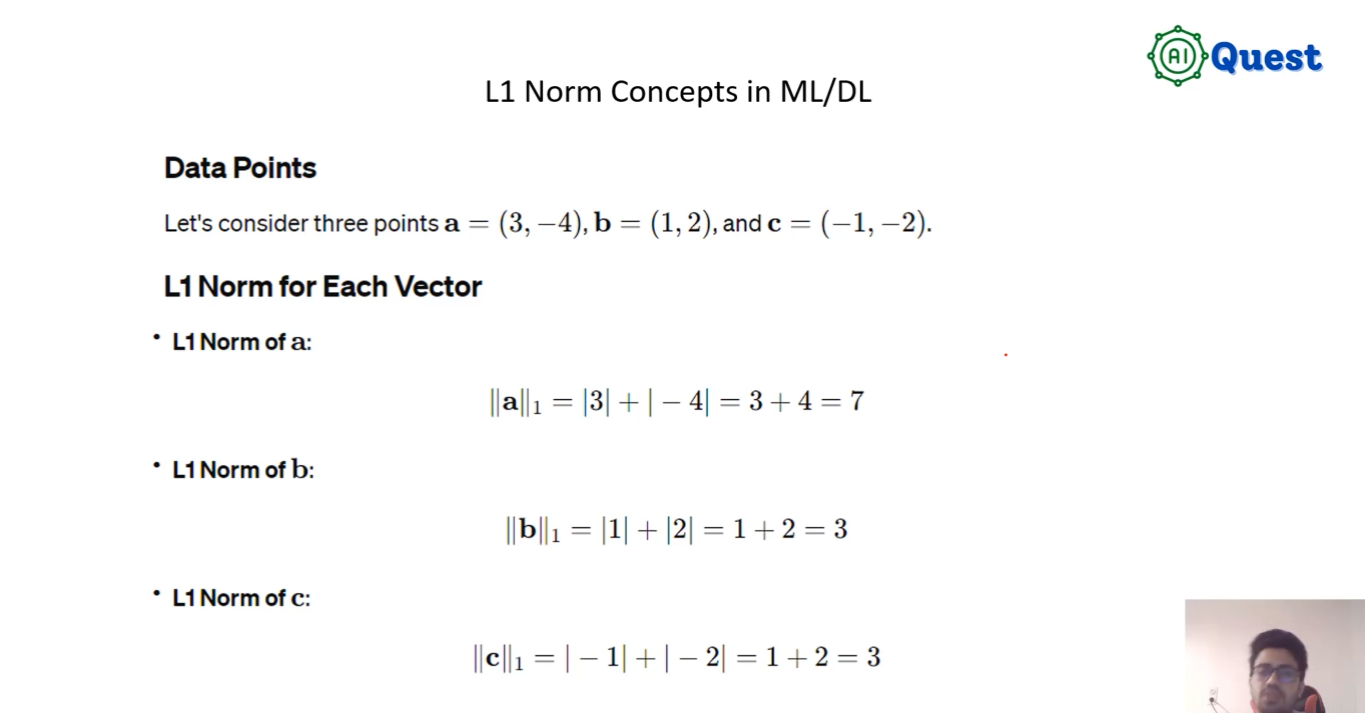 AI Quest
L1 Norm Concepts in ML/DL
Data Points
Let's consider three points a = (3, −4), b = (1, 2), and c = (−1, −2).
L1 Norm for Each Vector
• L1 Norm of a:
‖a‖₁ = |3| + | − 4| = 3 + 4 = 7
• L1 Norm of b:
‖b‖₁ = |1| + |2| = 1 + 2 = 3
• L1 Norm of c:
‖c‖₁ = | − 1| + | − 2| = 1 + 2 = 3